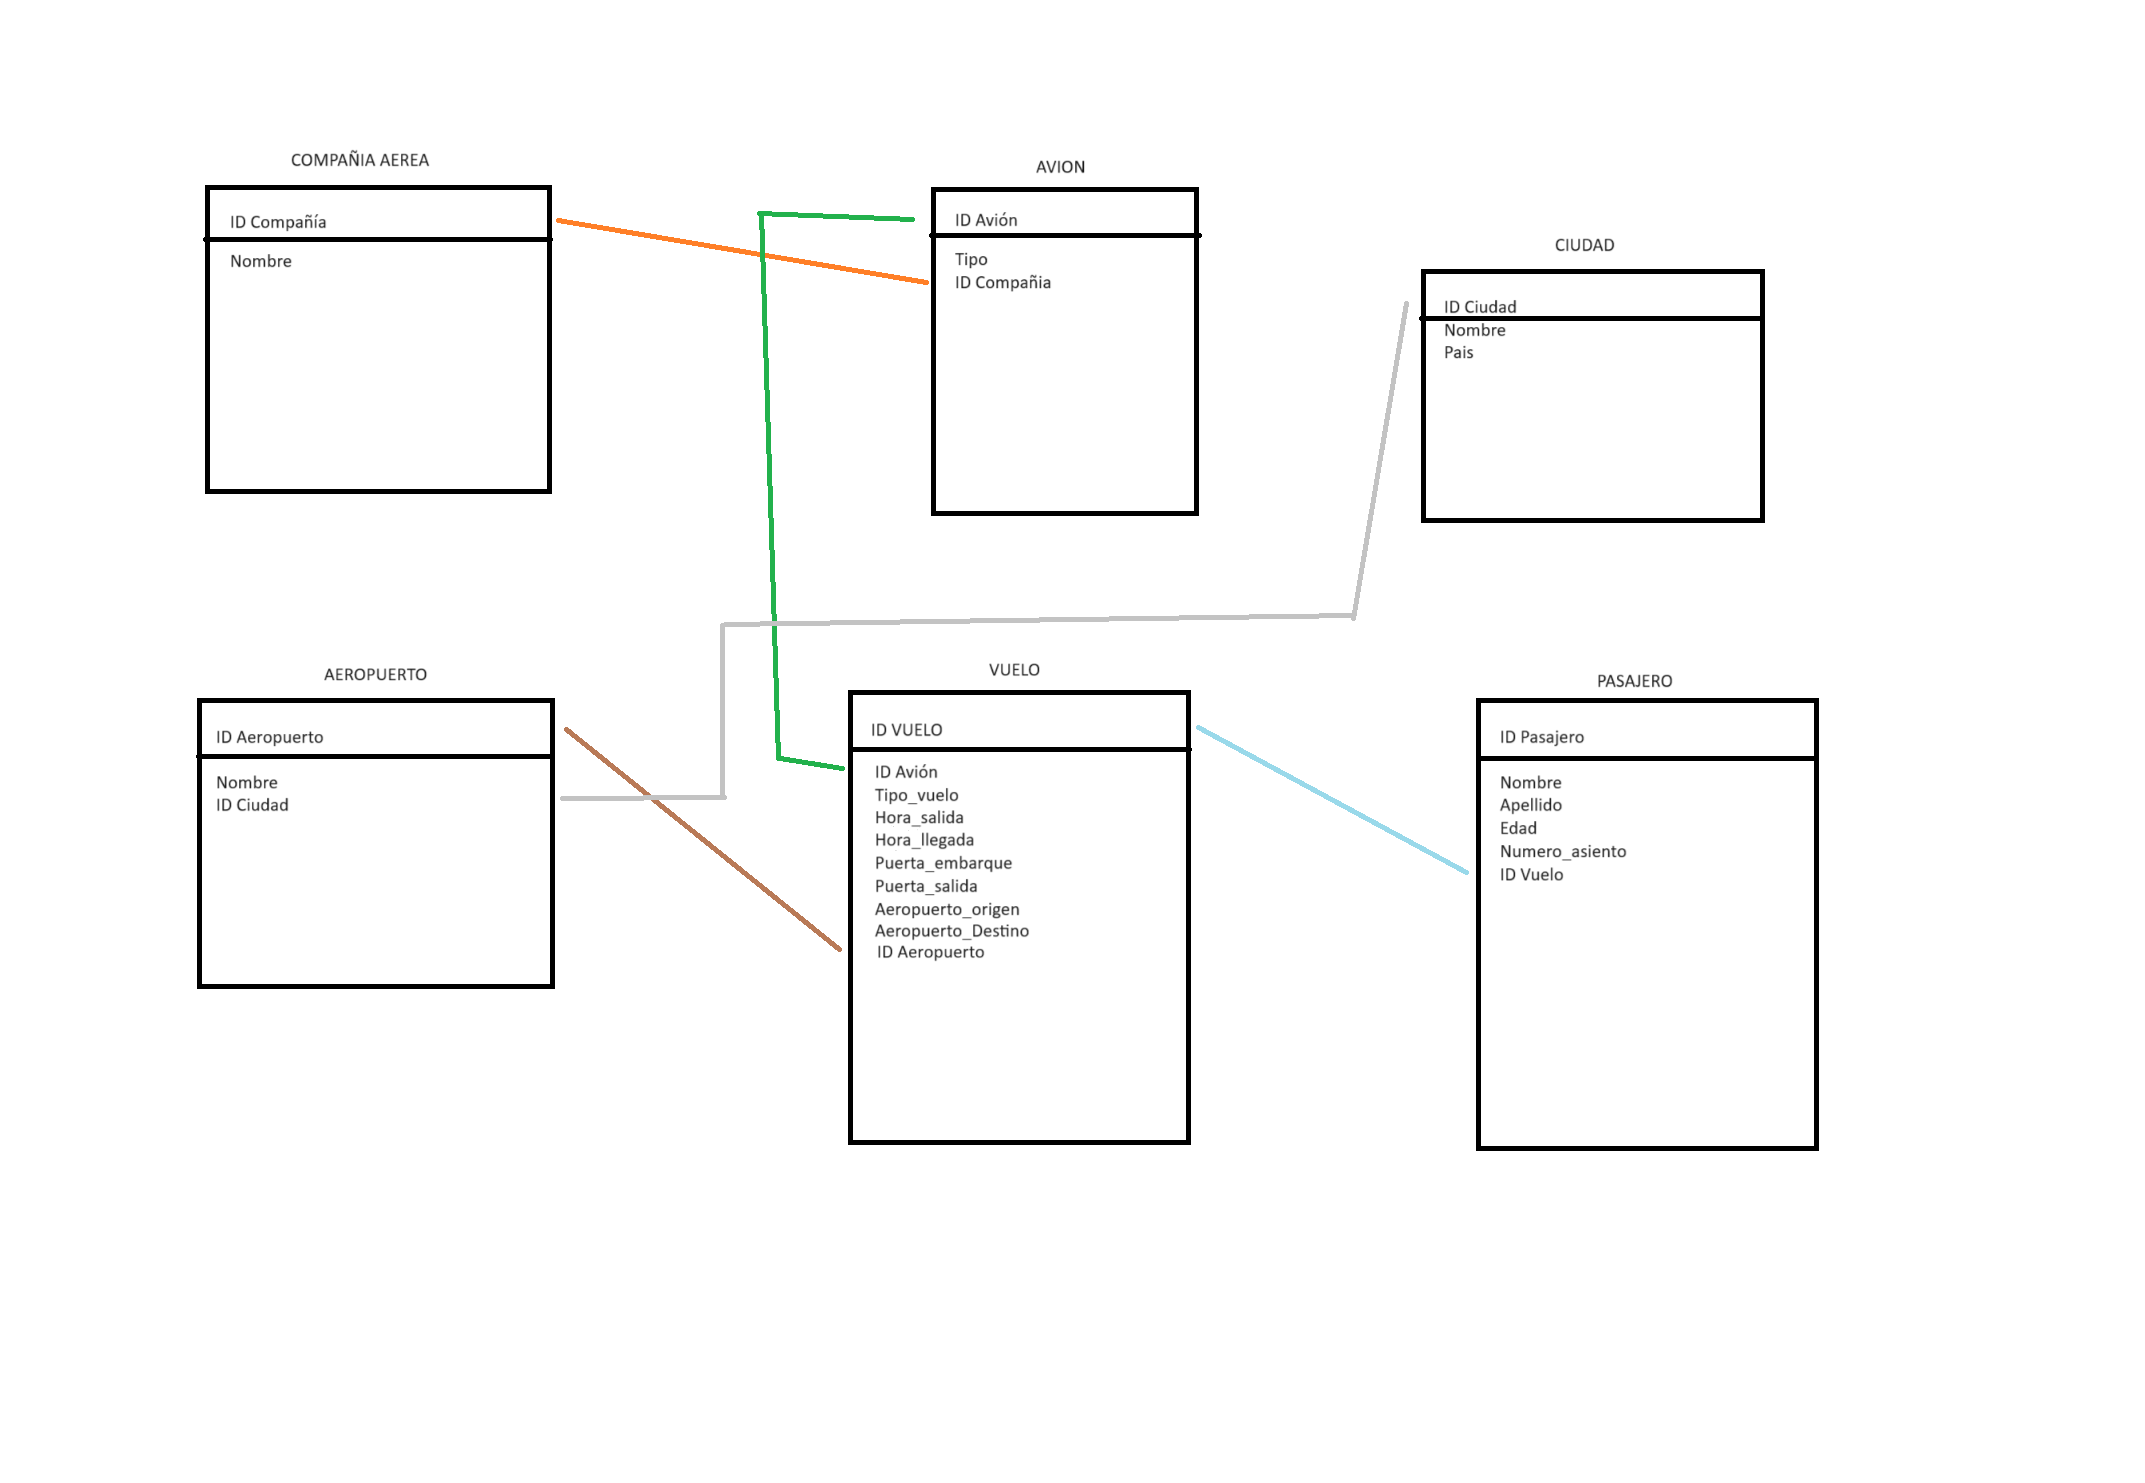 COMPAÑIA AEREA
ID Compañía
Nombre
AVION
ID Avión
Tipo
ID Compañia
CIUDAD
ID Ciudad
Nombre
Pais
AEROPUERTO
ID Aeropuerto
Nombre
ID Ciudad
VUELO
ID VUELO
ID Avión
Tipo_vuelo
Hora_salida
Hora_llegada
Puerta_embarque
Puerta_salida
Aeropuerto_origen
Aeropuerto_Destino
ID Aeropuerto
PASAJERO
ID Pasajero
Nombre
Apellido
Edad
Numero_asiento
ID Vuelo